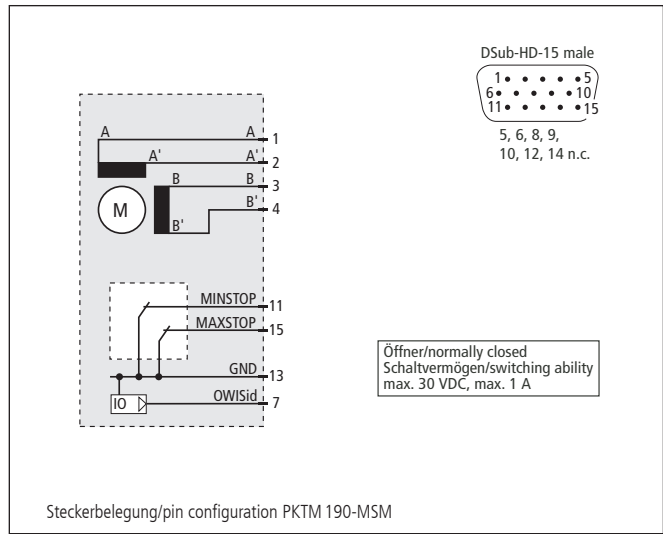 DSub-HD-15 male
1 5
6 10
11 15
5, 6, 8, 9,
10, 12, 14 n.c.
A A 1
A' A' 2
B B 3
B' 4
B'
M
MINSTOP 11
MAXSTOP 15
GND 13
OWISid 7
IO
Öffner/normally closed
Schaltvermögen/switching ability
max. 30 VDC, max. 1 A
Steckerbelegung/pin configuration PKTM 190-MSM